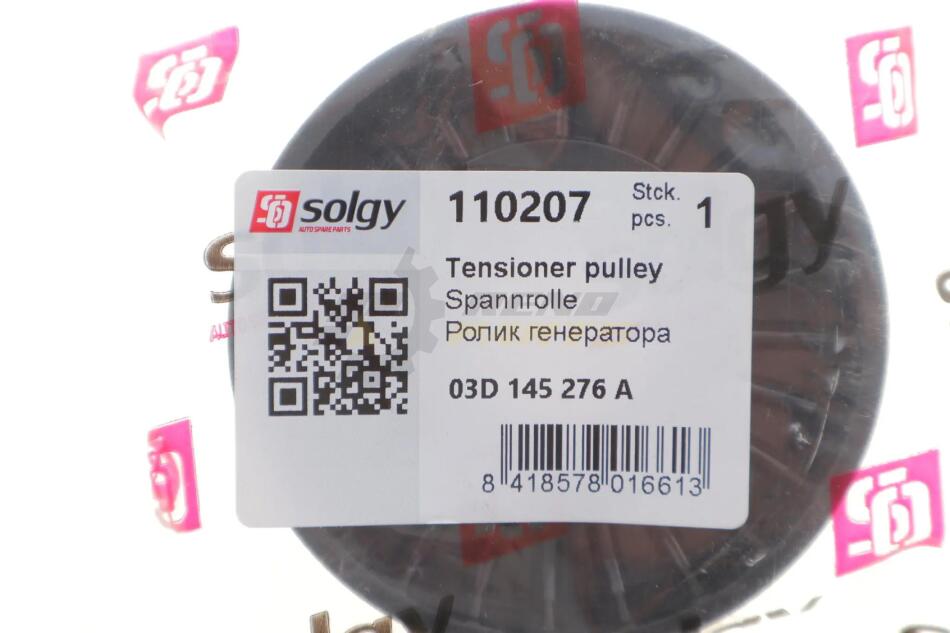 solgy
AUTO SPARE PARTS
110207
Stck.
pcs. 1
Tensioner pulley
Spannrolle
Ролик генератора
03D 145 276 A
8 418578 016613